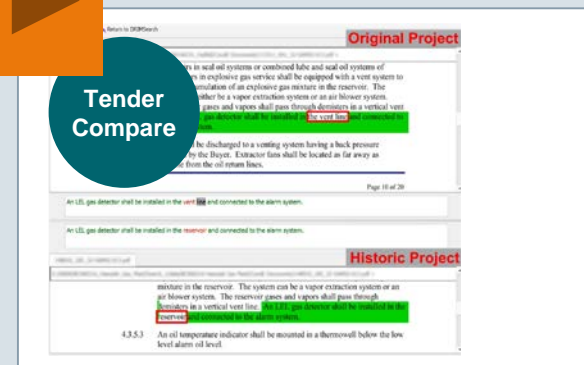 Return to DRIMSearch
Original Project
Tender
Compare
rs in seal oil systems or combined lube and seal oil systems of
rs in explosive gas service shall be equipped with a vent system to
umulation of an explosive gas mixture in the reservoir. The
either be a vapor extraction system or an air blower system.
gases and vapors shall pass through demisters in a vertical vent
gas detector shall be installed in the vent line and connected to
tem.
be discharged to a venting system having a back pressure
by the Buyer. Extractor fans shall be located as far away as
e from the oil return lines.
Page 10 of 20
An LEL gas detector shall be installed in the vent line and connected to the alarm system.
An LEL gas detector shall be installed in the reservoir and connected to the alarm system.
Historic Project
mixture in the reservoir. The system can be a vapor extraction system or an
air blower system. The reservoir gases and vapors shall pass through
demisters in a vertical vent line. An LEL gas detector shall be installed in the
reservoir and connected to the alarm system.
4.3.5.3 An oil temperature indicator shall be mounted in a thermowell below the low
level alarm oil level.